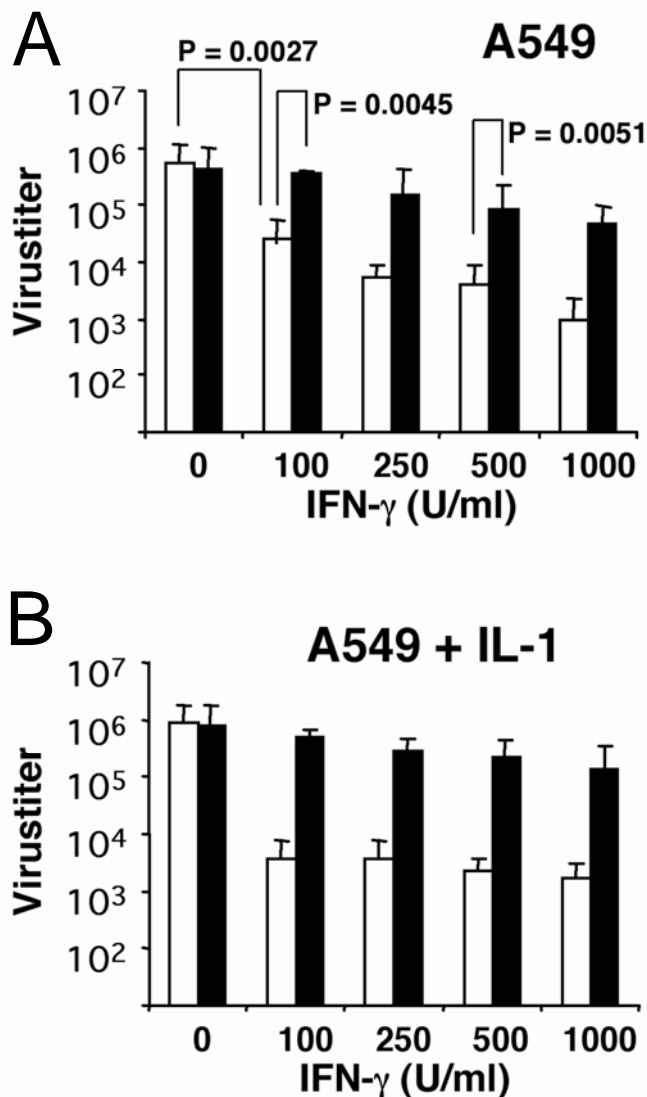 A
A549
P = 0.0027
P = 0.0045
P = 0.0051
10⁷
10⁶
10⁵
10⁴
10³
10²
Virustiter
0 100 250 500 1000
IFN-γ (U/ml)
B
A549 + IL-1
10⁷
10⁶
10⁵
10⁴
10³
10²
Virustiter
0 100 250 500 1000
IFN-γ (U/ml)